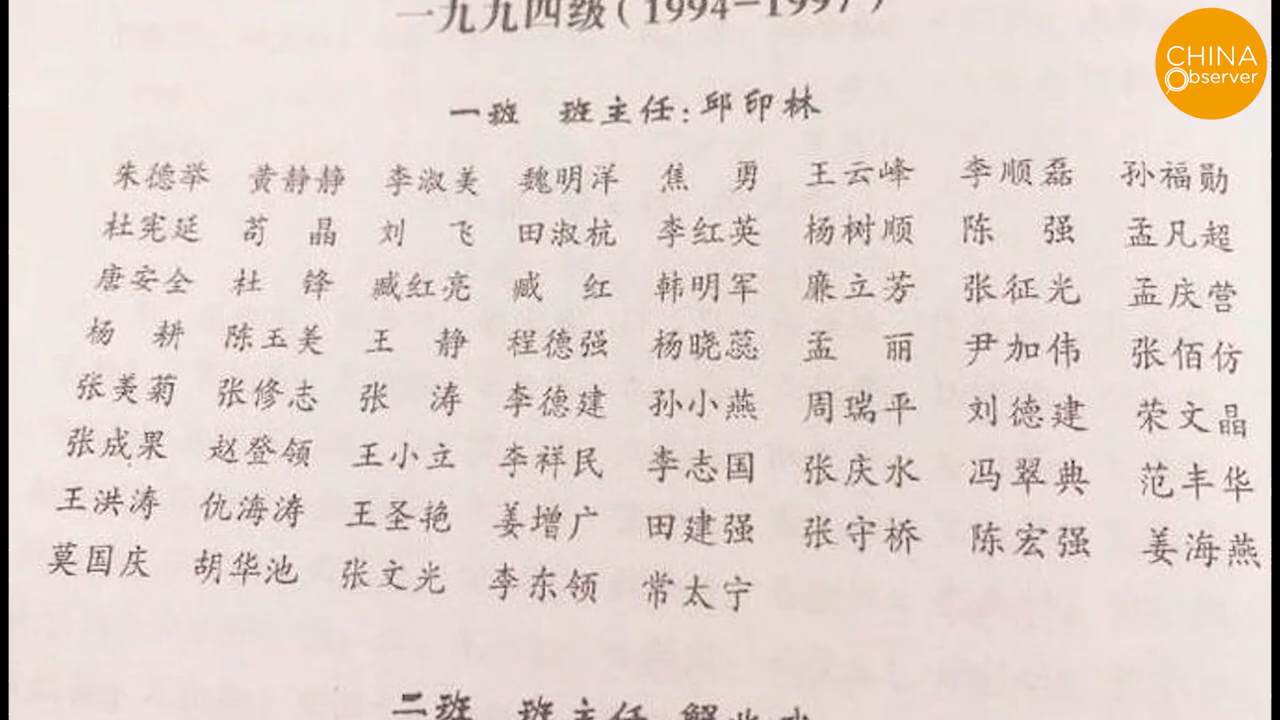 一九九四级(1994-1997)
CHINA
Observer
一班 班主任:邱印林
朱德举 黄静静 李淑美 魏明洋 焦勇 王云峰 李顺磊 孙福勋
杜宪延 苟晶 刘飞 田淑杭 李红英 杨树顺 陈强 孟凡超
唐安全 杜锋 臧红亮 臧红 韩明军 廉立芳 张征光 孟庆营
杨耕 陈玉美 王静 程德强 杨晓蕊 孟丽 尹加伟 张佰仿
张美菊 张修志 张涛 李德建 孙小燕 周瑞平 刘德建 荣文晶
张成果 赵登领 王小立 李祥民 李志国 张庆水 冯翠典 范丰华
王洪涛 仇海涛 王圣艳 姜增广 田建强 张守桥 陈宏强 姜海燕
莫国庆 胡华池 张文光 李东领 常太宁
二班 班主任